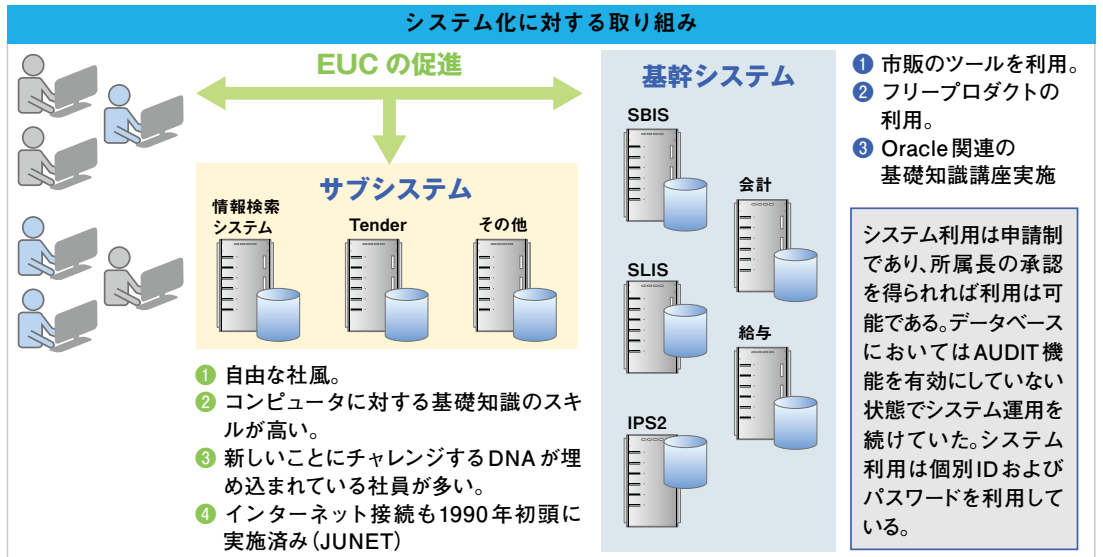 システム化に対する取り組み
EUC の促進
サブシステム
情報検索
システム
Tender
その他
❶ 自由な社風。
❷ コンピュータに対する基礎知識のスキ
ルが高い。
❸ 新しいことにチャレンジするDNAが埋
め込まれている社員が多い。
❹ インターネット接続も1990年初頭に
実施済み（JUNET）
基幹システム
SBIS
会計
SLIS
給与
IPS2
❶ 市販のツールを利用。
❷ フリープロダクトの
利用。
❸ Oracle関連の
基礎知識講座実施
システム利用は申請制
であり、所属長の承認
を得られれば利用は可
能である。データベース
においてはAUDIT機
能を有効にしていない
状態でシステム運用を
続けていた。システム
利用は個別IDおよび
パスワードを利用して
いる。